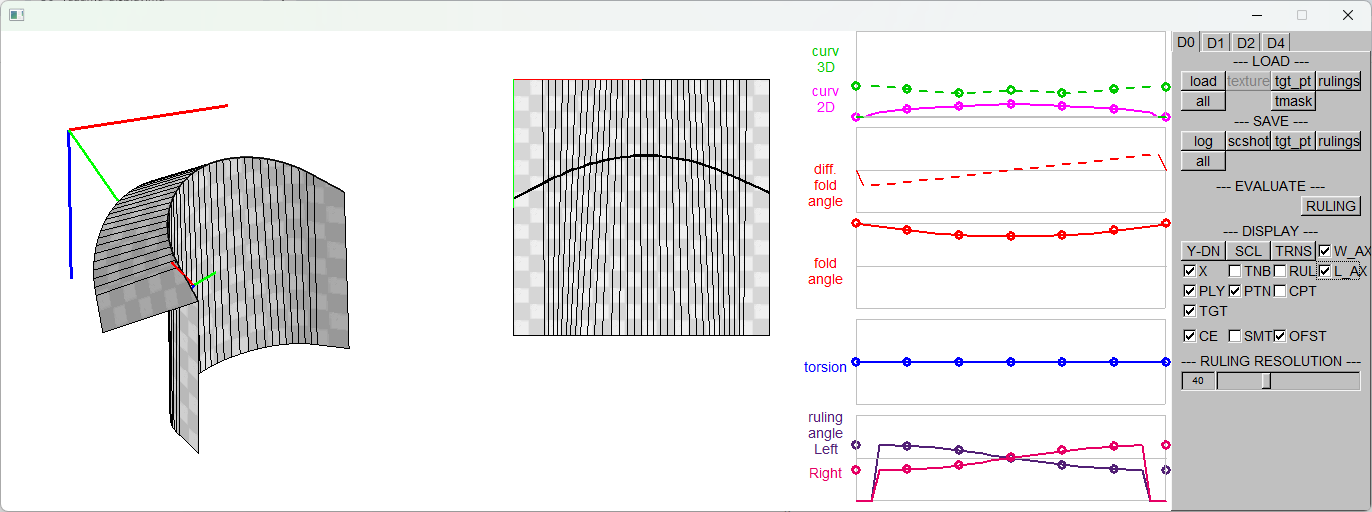 curv
3D
curv
2D
diff.
fold
angle
fold
angle
torsion
ruling
angle
Left
Right
D0 D1 D2 D4
--- LOAD ---
load texture tgt_pt rulings
all tmask
--- SAVE ---
log scshot tgt_pt rulings
all
--- EVALUATE ---
RULING
--- DISPLAY ---
Y-DN SCL TRNS W_AX
X TNB RUL L_AX
PLY PTN CPT
TGT
CE SMT OFST
--- RULING RESOLUTION ---
40